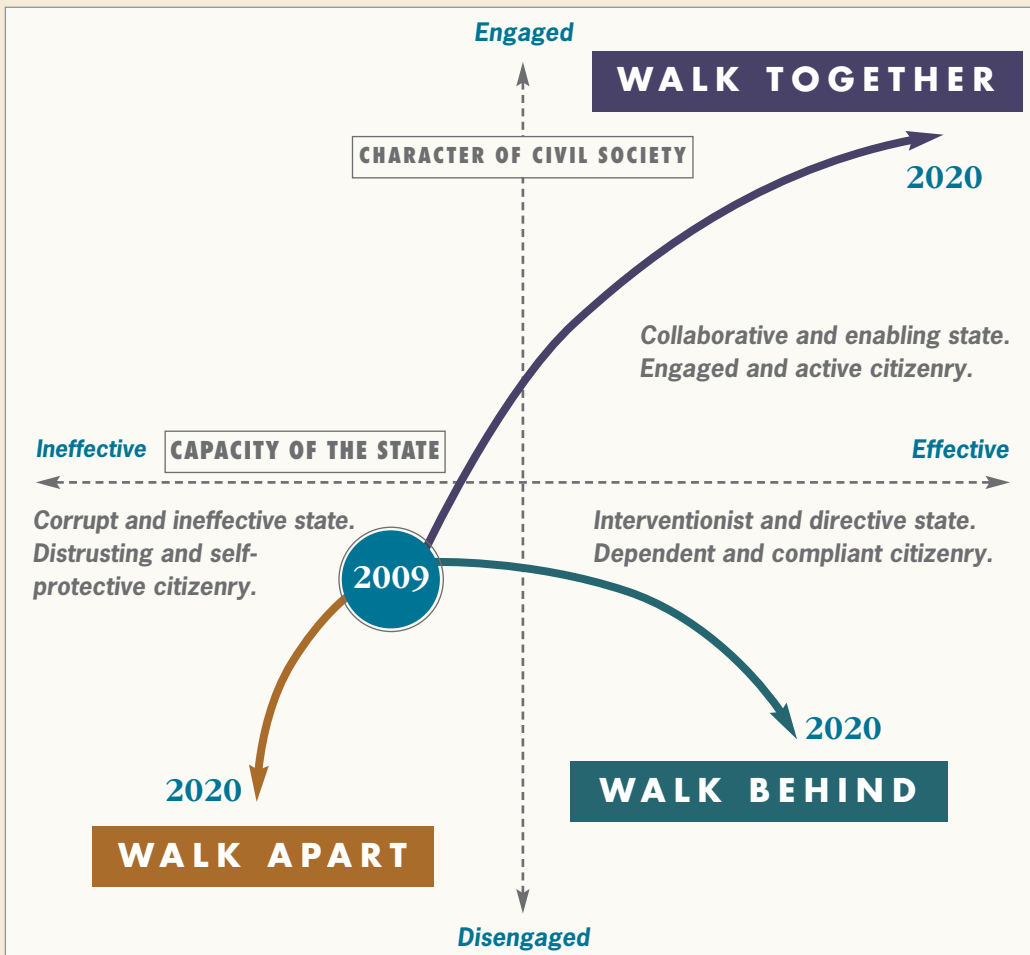 Engaged
WALK TOGETHER
CHARACTER OF CIVIL SOCIETY
2020
Collaborative and enabling state.
Engaged and active citizenry.
Ineffective
CAPACITY OF THE STATE
Effective
Corrupt and ineffective state.
Distrusting and self-
protective citizenry.
Interventionist and directive state.
Dependent and compliant citizenry.
2009
2020
WALK BEHIND
2020
WALK APART
Disengaged